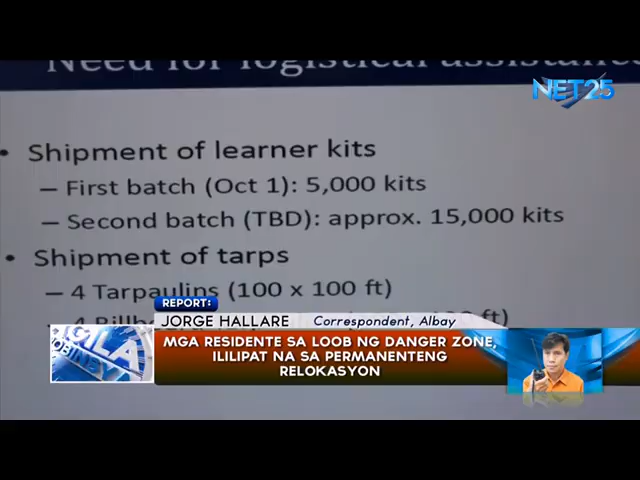 Need for logistical assistance
NET25
• Shipment of learner kits
– First batch (Oct 1): 5,000 kits
– Second batch (TBD): approx. 15,000 kits
• Shipment of tarps
– 4 Tarpaulins (100 x 100 ft)
REPORT:
JORGE HALLARE Correspondent, Albay
MGA RESIDENTE SA LOOB NG DANGER ZONE,
ILILIPAT NA SA PERMANENTENG
RELOKASYON